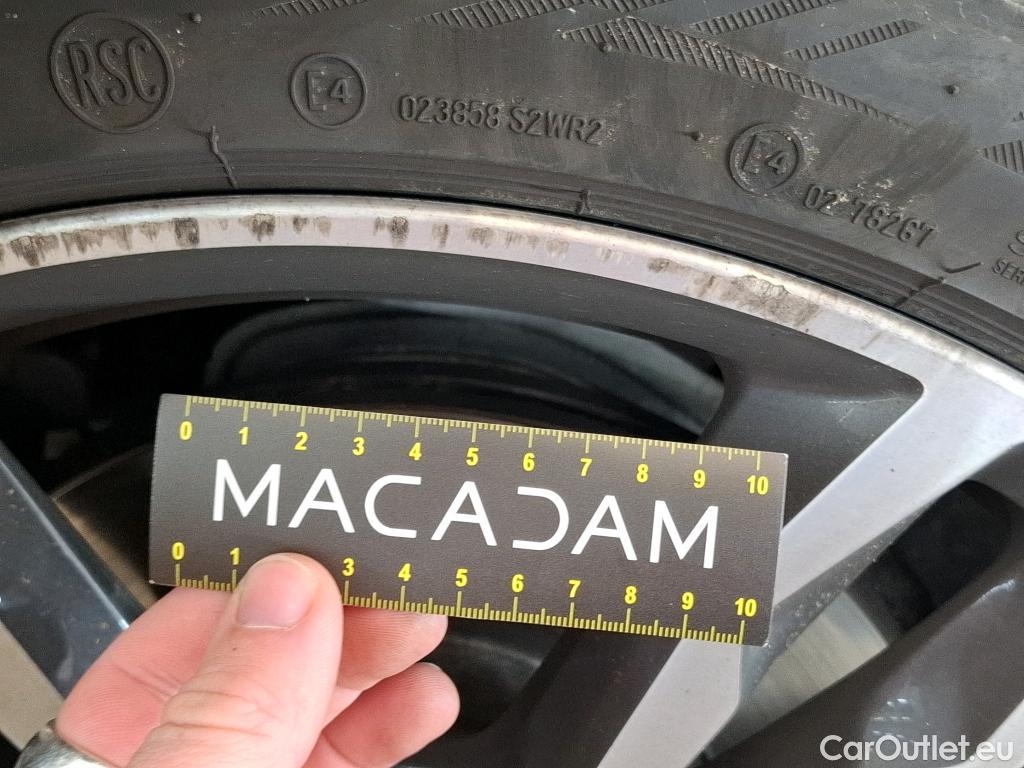 RSC
E4
023858 S2WR2
E4
02 78267
0 1 2 3 4 5 6 7 8 9 10
MACADAM
0 1 3 4 5 6 7 8 9 10
CarOutlet.eu